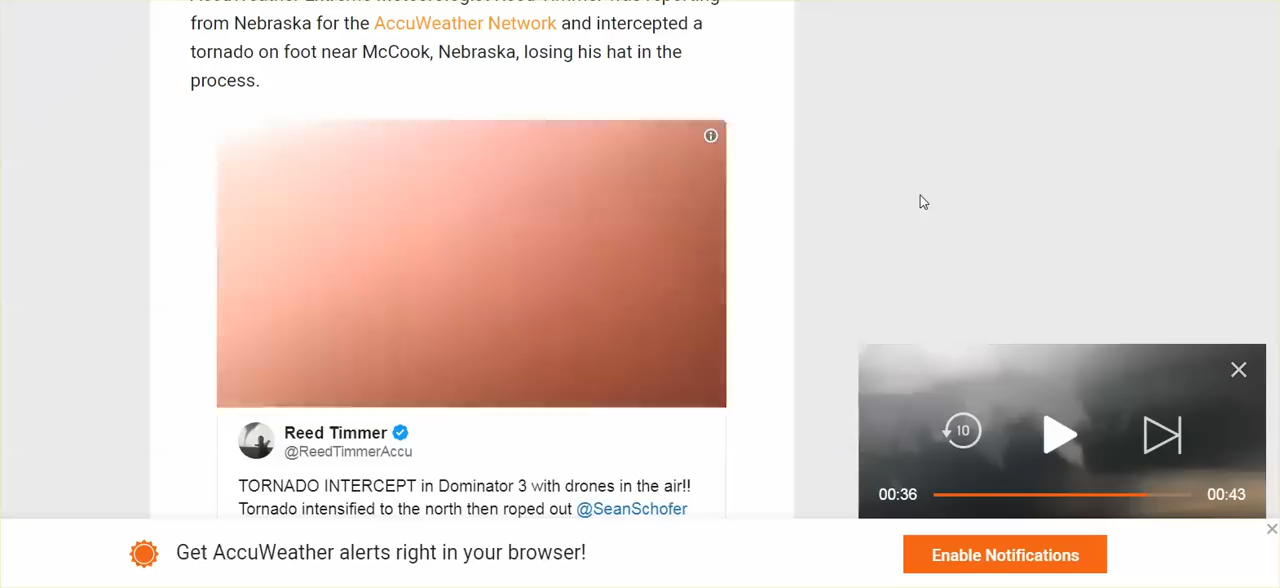 from Nebraska for the AccuWeather Network and intercepted a
tornado on foot near McCook, Nebraska, losing his hat in the
process.
Reed Timmer
@ReedTimmerAccu
TORNADO INTERCEPT in Dominator 3 with drones in the air!!
Tornado intensified to the north then roped out @SeanSchofer
10
00:36
00:43
Get AccuWeather alerts right in your browser!
Enable Notifications